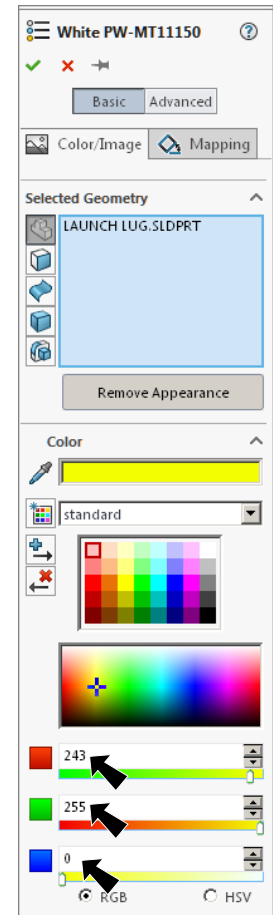 White PW-MT11150
Basic Advanced
Color/Image Mapping
Selected Geometry
LAUNCH LUG.SLDPRT
Remove Appearance
Color
standard
243
255
0
RGB HSV